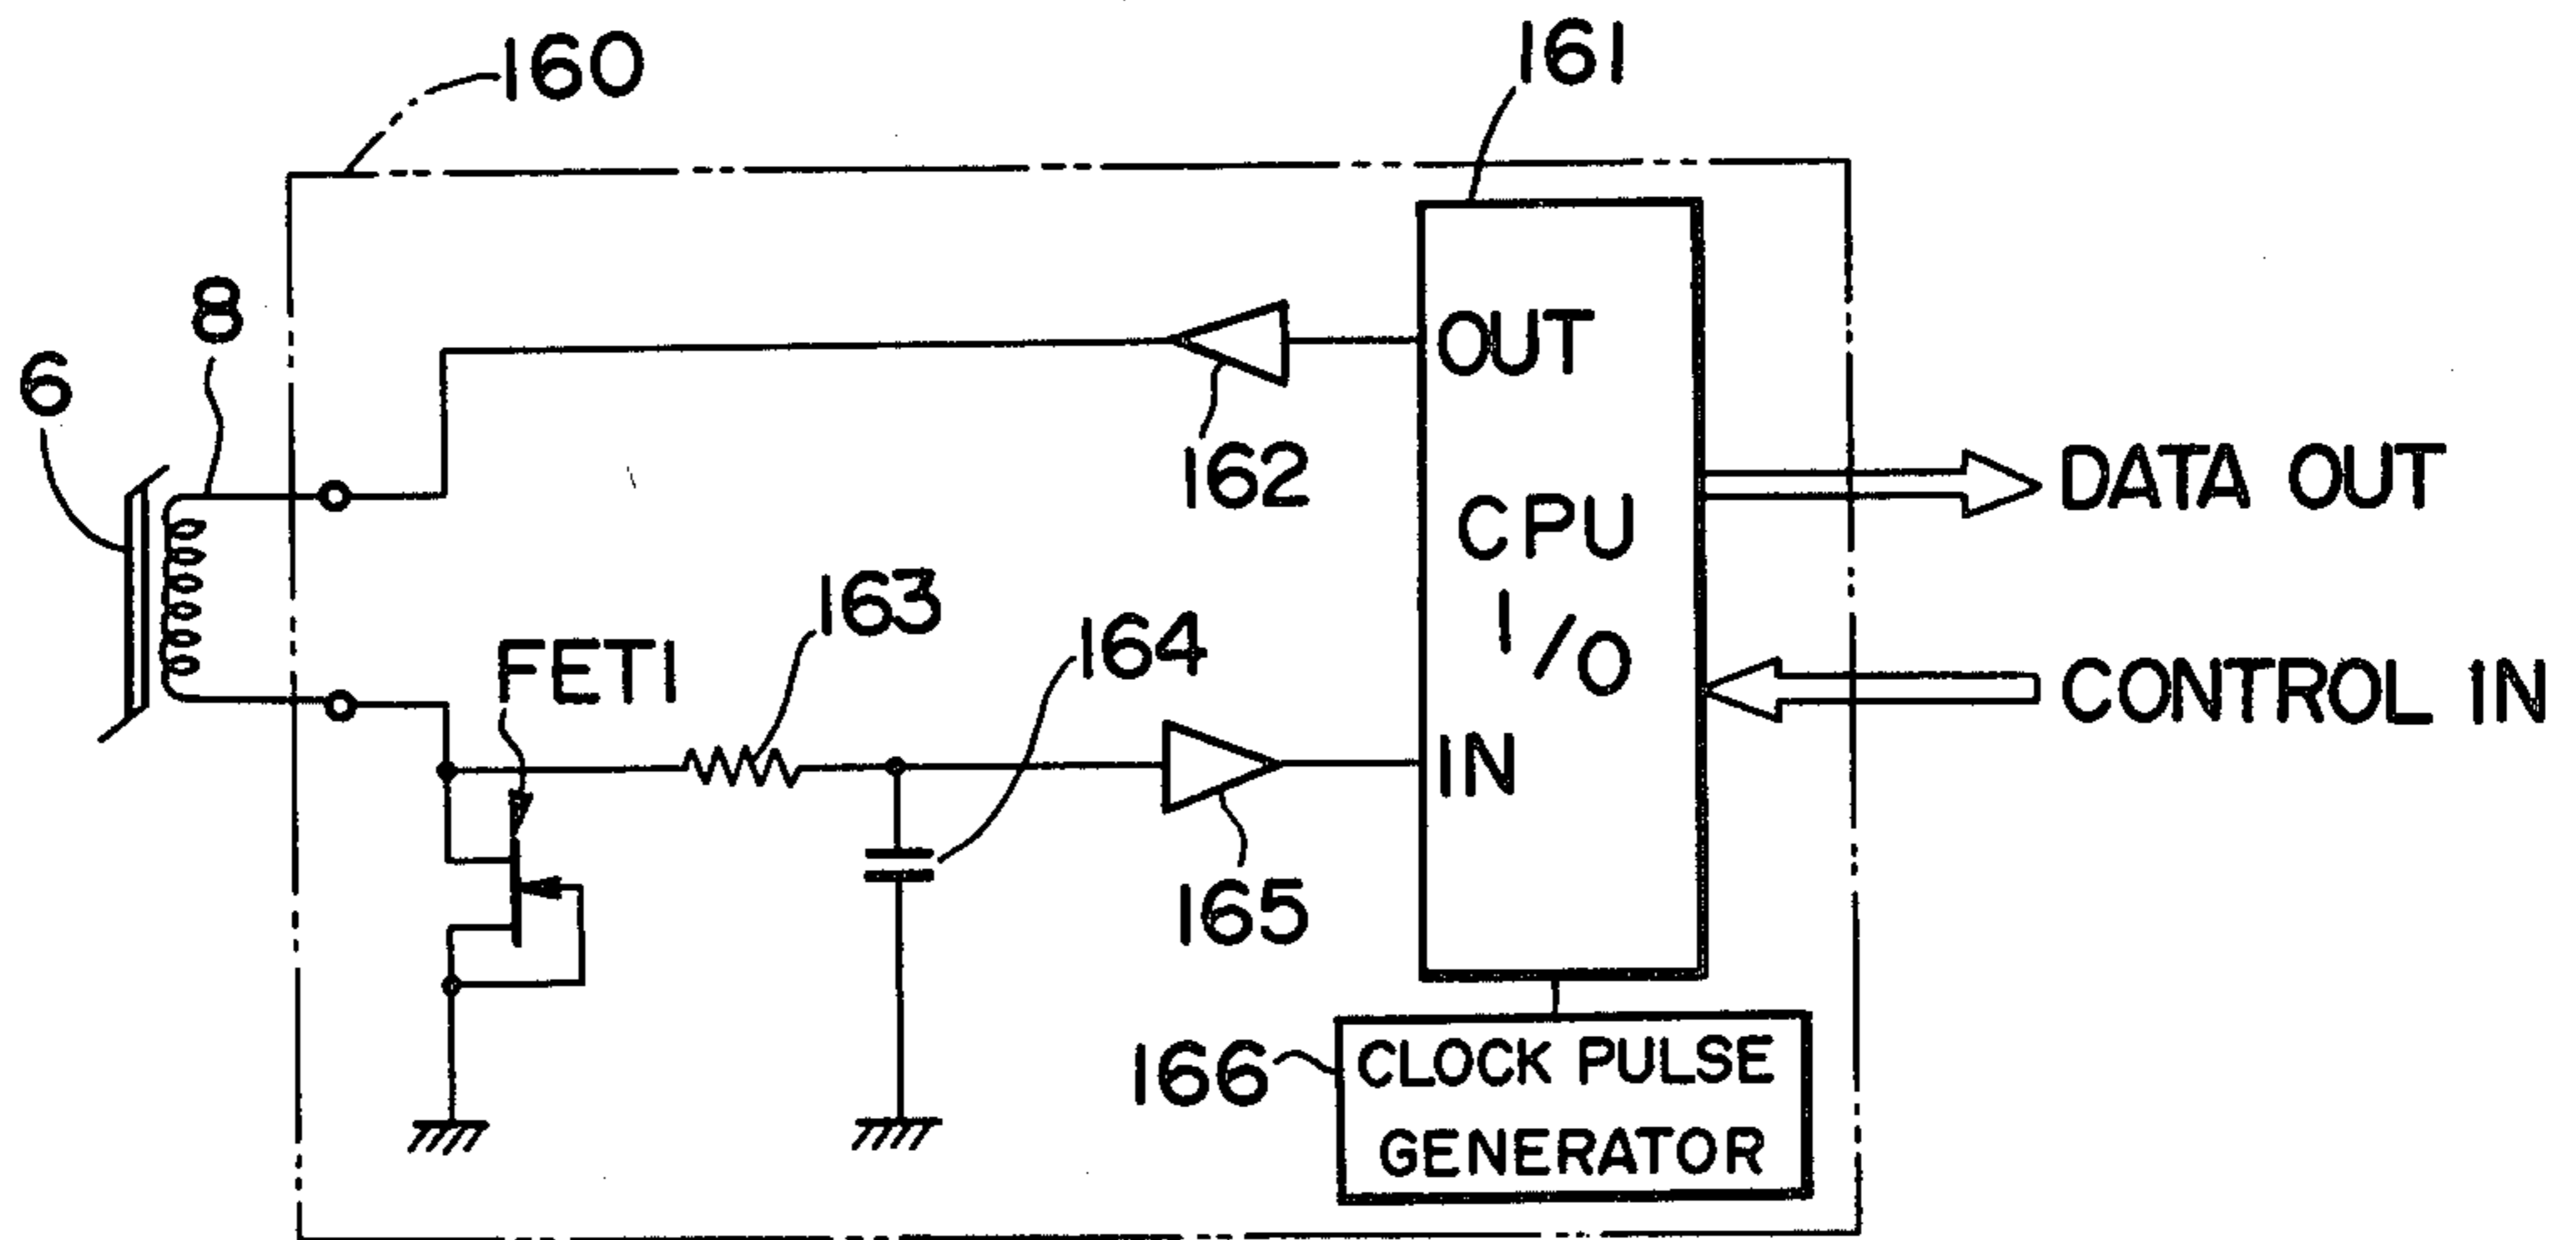 160
161
8
OUT
6
162
CPU
DATA OUT
163
I/O
164
FET1
CONTROL IN
IN
165
166
CLOCK PULSE
GENERATOR